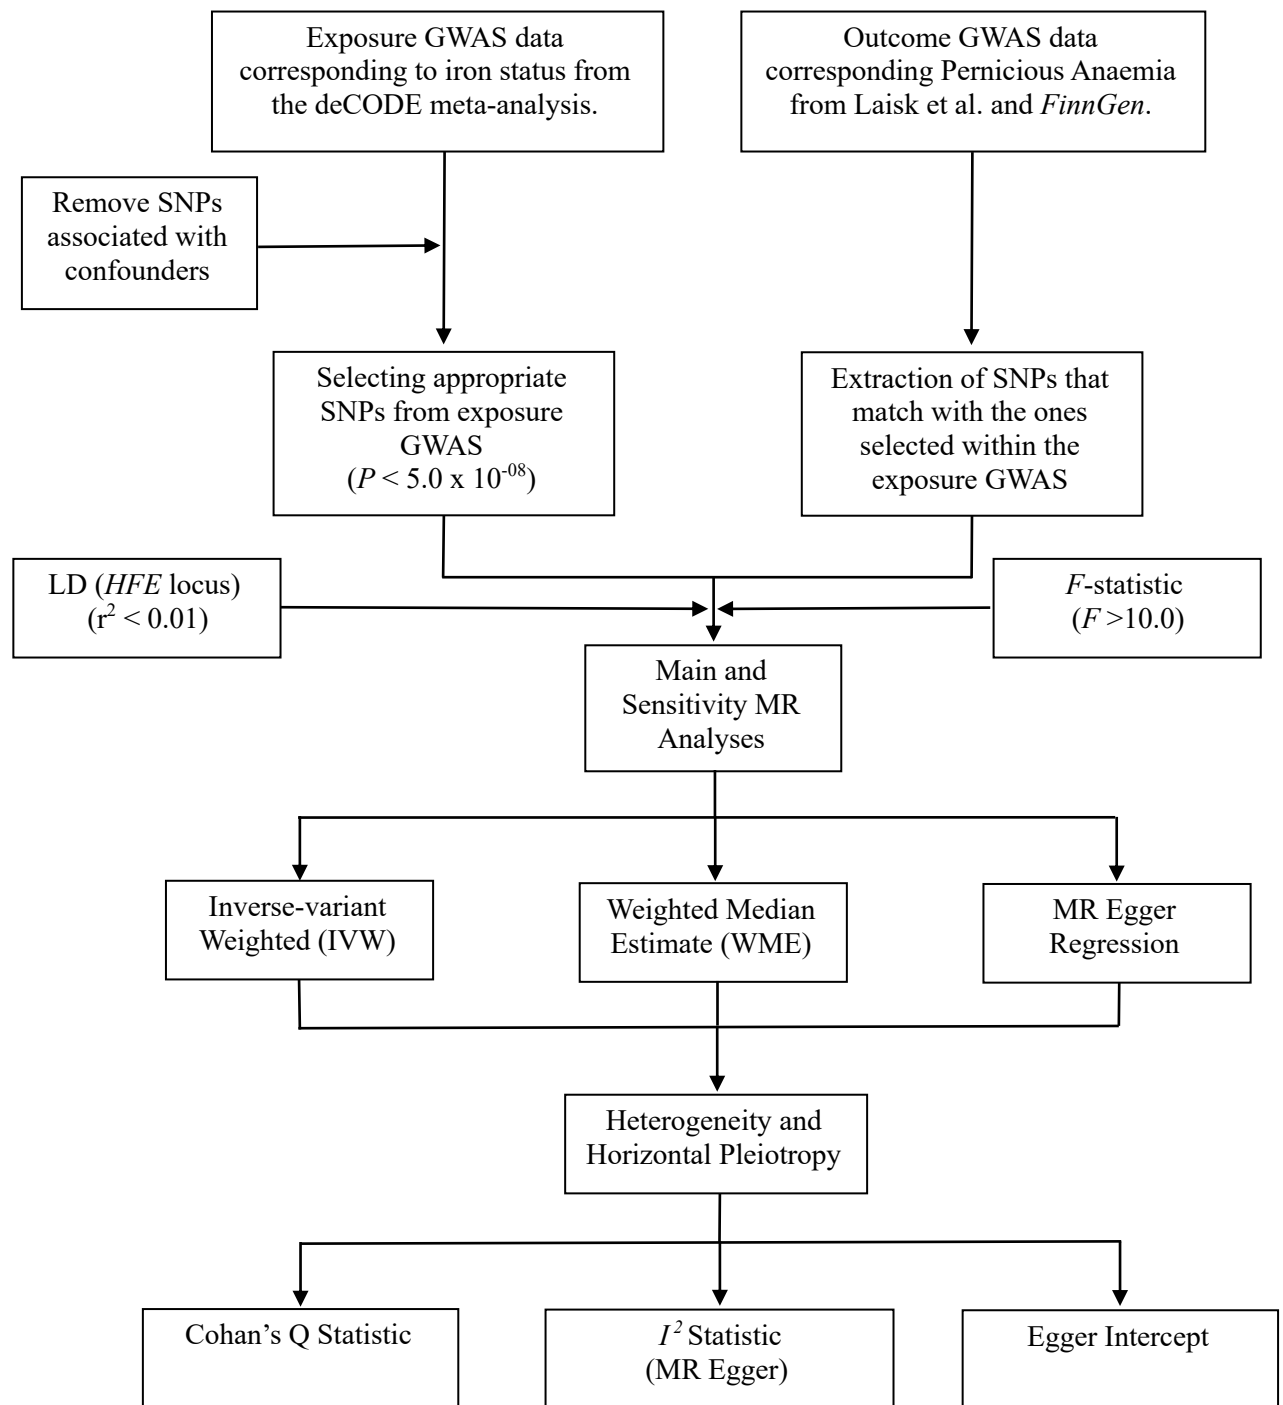 Exposure GWAS data
corresponding to iron status from
the deCODE meta-analysis.
Outcome GWAS data
corresponding Pernicious Anaemia
from Laisk et al. and FinnGen.
Remove SNPs
associated with
confounders
Selecting appropriate
SNPs from exposure
GWAS
(P < 5.0 x 10⁻⁰⁸)
Extraction of SNPs that
match with the ones
selected within the
exposure GWAS
LD (HFE locus)
(r² < 0.01)
F-statistic
(F >10.0)
Main and
Sensitivity MR
Analyses
Inverse-variant
Weighted (IVW)
Weighted Median
Estimate (WME)
MR Egger
Regression
Heterogeneity and
Horizontal Pleiotropy
Cohan's Q Statistic
I² Statistic
(MR Egger)
Egger Intercept